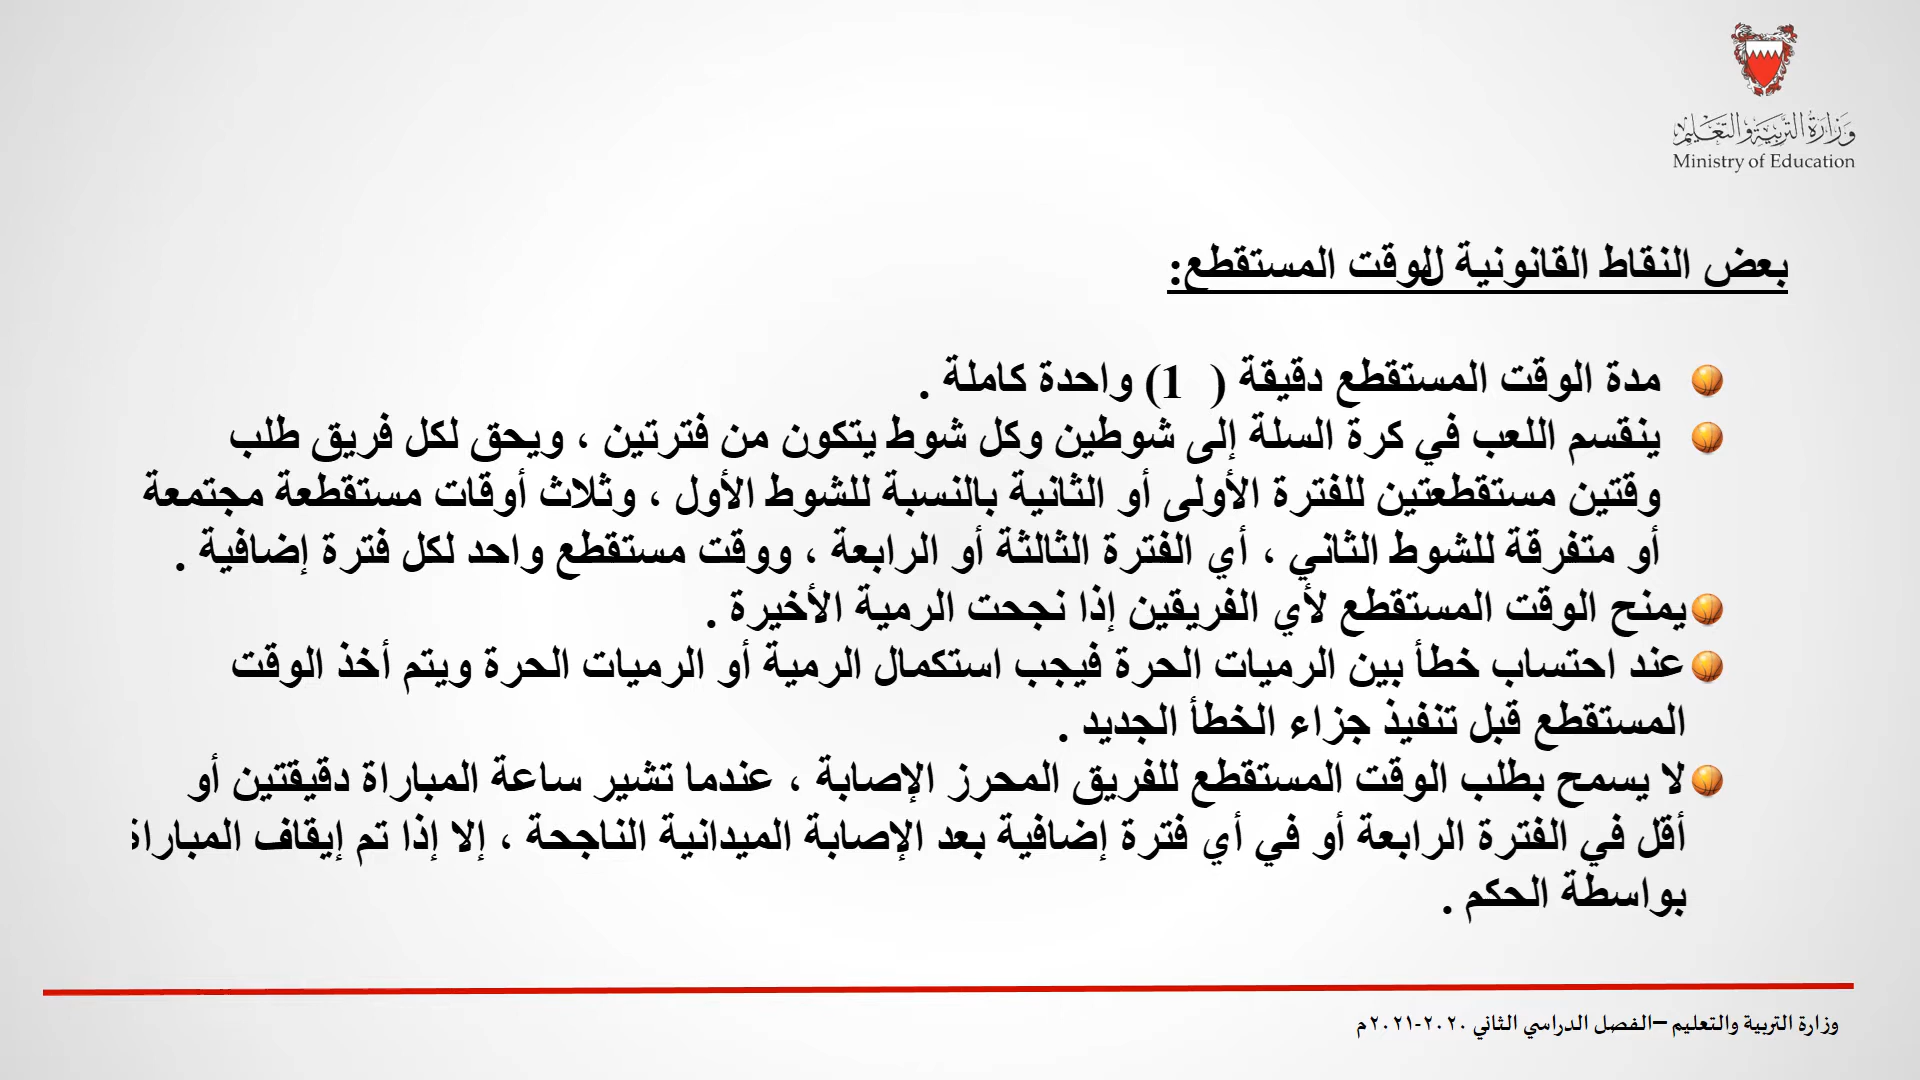 وزارة التربية والتعليم
Ministry of Education
بعض النقاط القانونية للوقت المستقطع:
مدة الوقت المستقطع دقيقة ( 1) واحدة كاملة .
ينقسم اللعب في كرة السلة إلى شوطين وكل شوط يتكون من فترتين ، ويحق لكل فريق طلب
وقتين مستقطعتين للفترة الأولى أو الثانية بالنسبة للشوط الأول ، وثلاث أوقات مستقطعة مجتمعة
أو متفرقة للشوط الثاني ، أي الفترة الثالثة أو الرابعة ، ووقت مستقطع واحد لكل فترة إضافية .
يمنح الوقت المستقطع لأي الفريقين إذا نجحت الرمية الأخيرة .
عند احتساب خطأ بين الرميات الحرة فيجب استكمال الرمية أو الرميات الحرة ويتم أخذ الوقت
المستقطع قبل تنفيذ جزاء الخطأ الجديد .
لا يسمح بطلب الوقت المستقطع للفريق المحرز الإصابة ، عندما تشير ساعة المباراة دقيقتين أو
أقل في الفترة الرابعة أو في أي فترة إضافية بعد الإصابة الميدانية الناجحة ، إلا إذا تم إيقاف المباراة
بواسطة الحكم .
وزارة التربية والتعليم –الفصل الدراسي الثاني ٢٠٢٠-٢٠٢١م